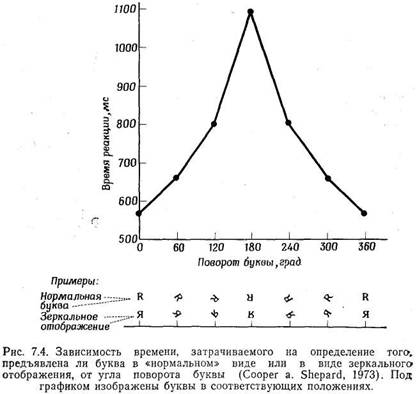 1100
1000
900
800
700
600
500
Время реакции, мс
0 60 120 180 240 300 360
Поворот буквы, град.
Примеры:
Нормальная буква R R R R R R R
Зеркальное отображение Я Я Я Я Я Я Я
Рис. 7.4. Зависимость времени, затрачиваемого на определение того,
предъявлена ли буква в «нормальном» виде или в виде зеркального
отображения, от угла поворота буквы (Cooper a. Shepard, 1973). Под
графиком изображены буквы в соответствующих положениях.